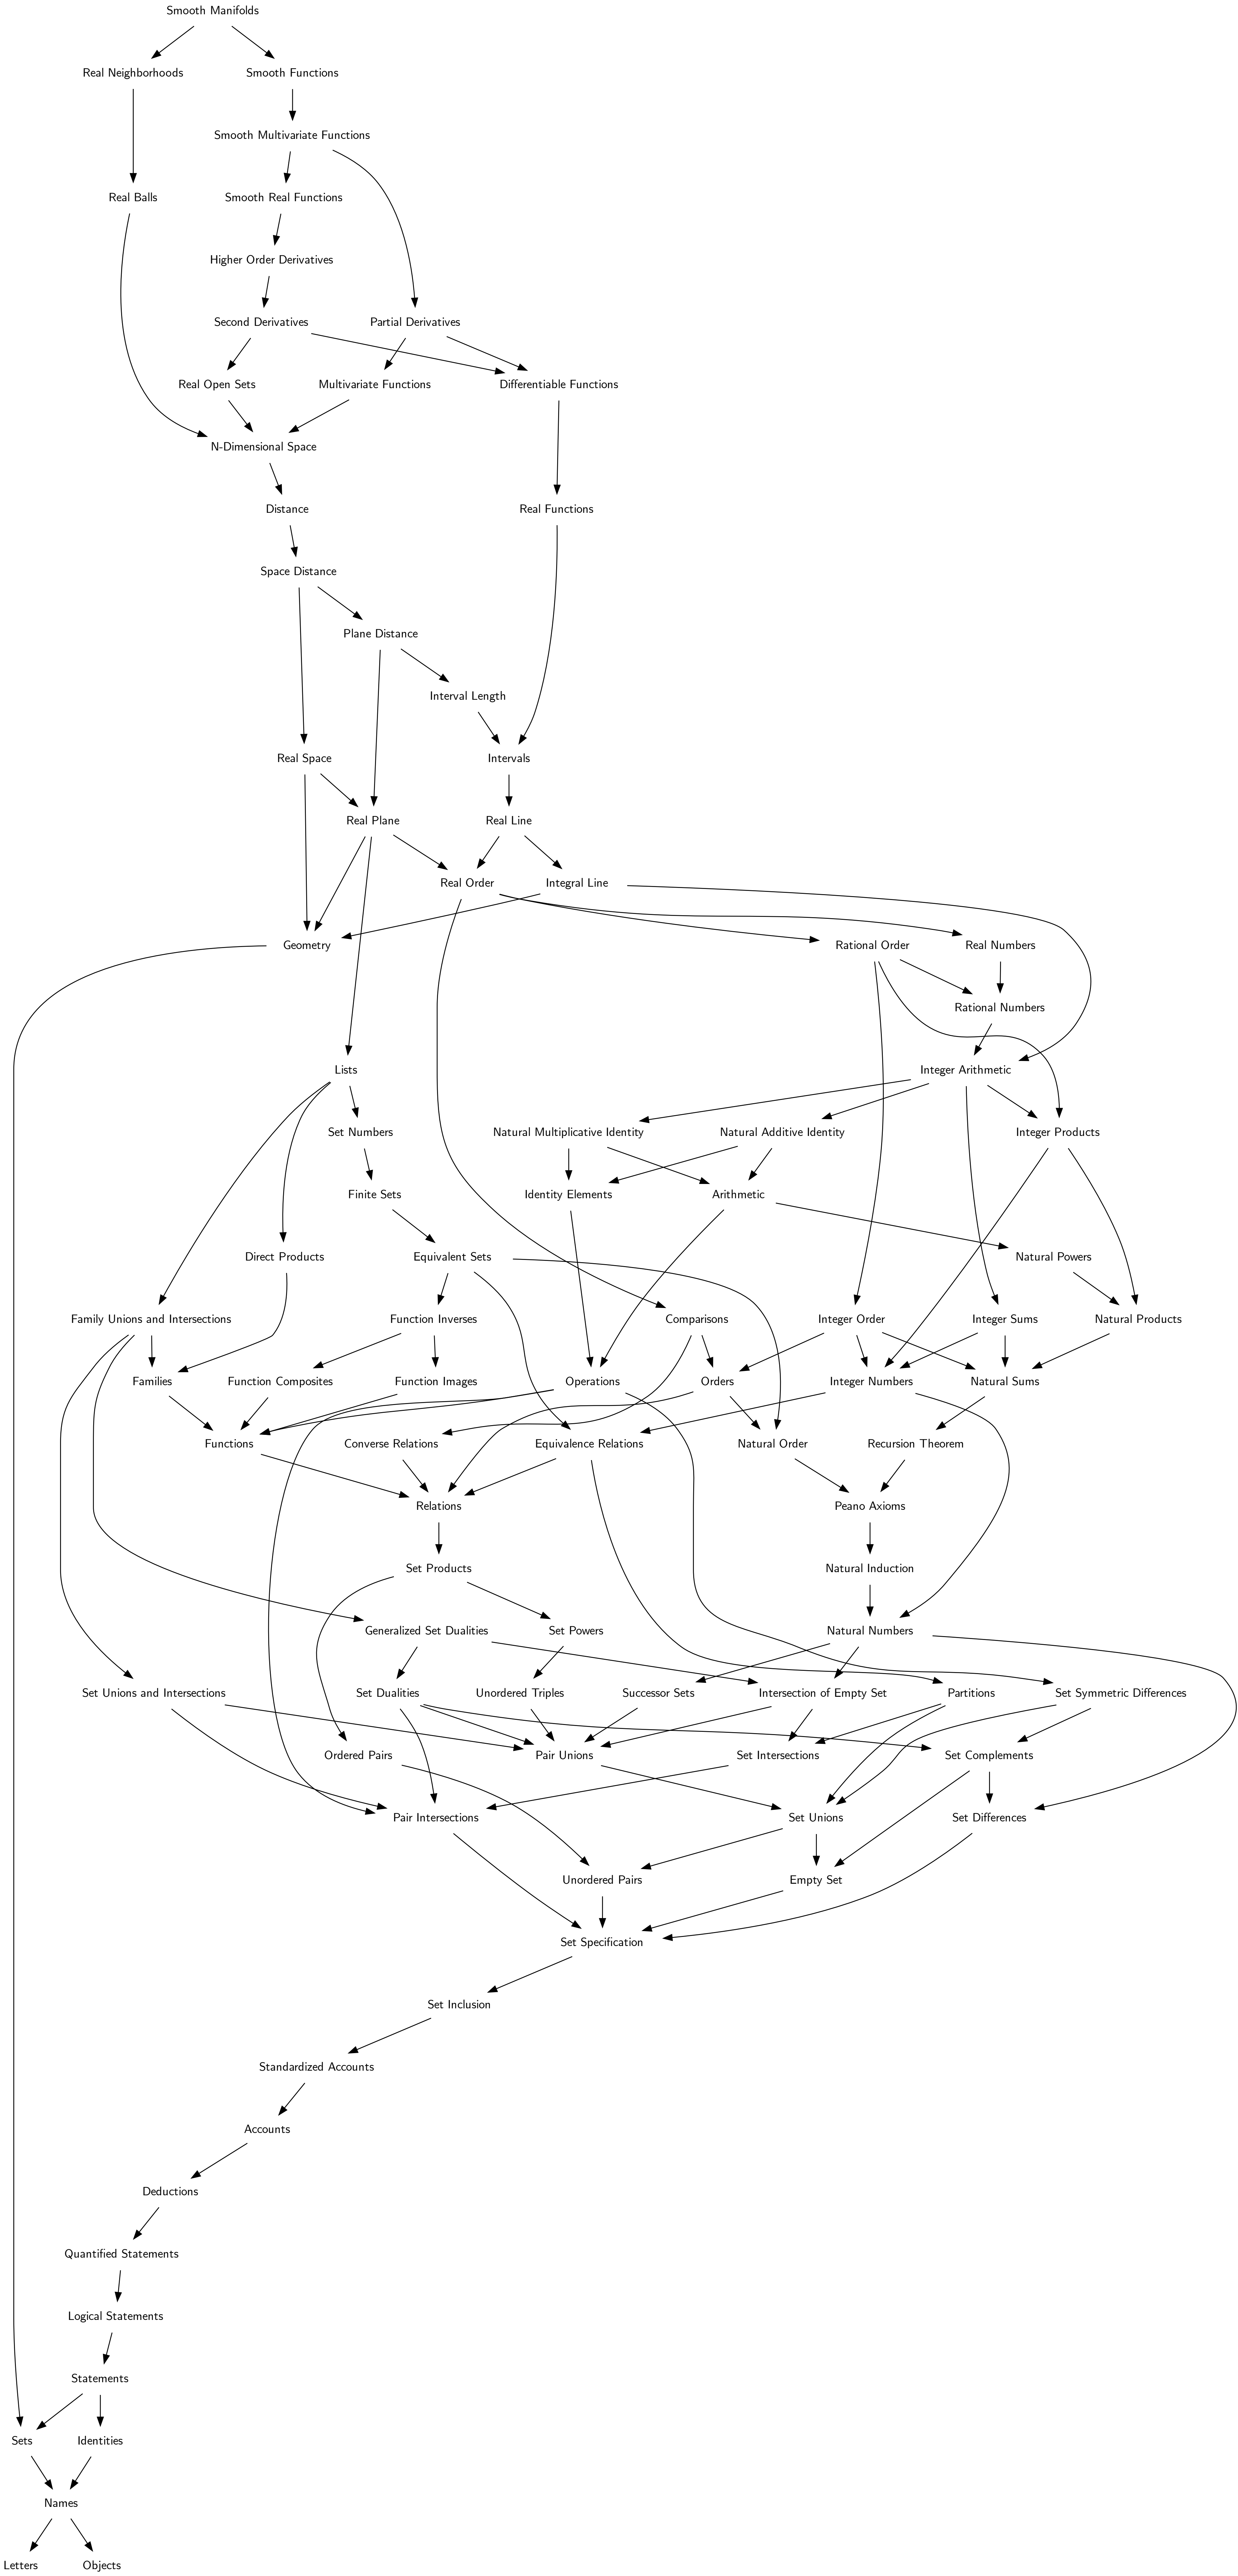 Smooth Manifolds
Real Neighborhoods
Smooth Functions
Smooth Multivariate Functions
Real Balls
Smooth Real Functions
Higher Order Derivatives
Second Derivatives
Partial Derivatives
Real Open Sets
Multivariate Functions
Differentiable Functions
N-Dimensional Space
Distance
Real Functions
Space Distance
Plane Distance
Interval Length
Real Space
Intervals
Real Plane
Real Line
Real Order
Integral Line
Geometry
Rational Order
Real Numbers
Rational Numbers
Lists
Integer Arithmetic
Set Numbers
Natural Multiplicative Identity
Natural Additive Identity
Integer Products
Finite Sets
Identity Elements
Arithmetic
Direct Products
Equivalent Sets
Natural Powers
Family Unions and Intersections
Function Inverses
Comparisons
Integer Order
Integer Sums
Natural Products
Families
Function Composites
Function Images
Operations
Orders
Integer Numbers
Natural Sums
Functions
Converse Relations
Equivalence Relations
Natural Order
Recursion Theorem
Relations
Peano Axioms
Set Products
Natural Induction
Generalized Set Dualities
Set Powers
Natural Numbers
Set Unions and Intersections
Set Dualities
Unordered Triples
Successor Sets
Intersection of Empty Set
Partitions
Set Symmetric Differences
Ordered Pairs
Pair Unions
Set Intersections
Set Complements
Pair Intersections
Set Unions
Set Differences
Unordered Pairs
Empty Set
Set Specification
Set Inclusion
Standardized Accounts
Accounts
Deductions
Quantified Statements
Logical Statements
Statements
Sets
Identities
Names
Letters
Objects